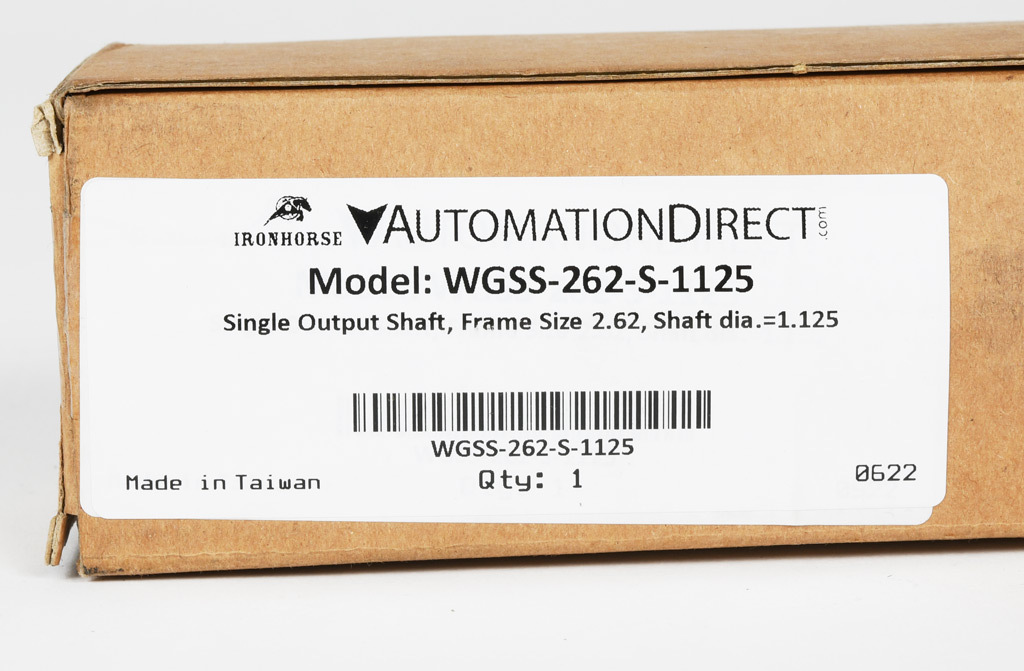 IRONHORSE AUTOMATIONDIRECT.com
Model: WGSS-262-S-1125
Single Output Shaft, Frame Size 2.62, Shaft dia.=1.125
WGSS-262-S-1125
Qty: 1
Made in Taiwan
0622